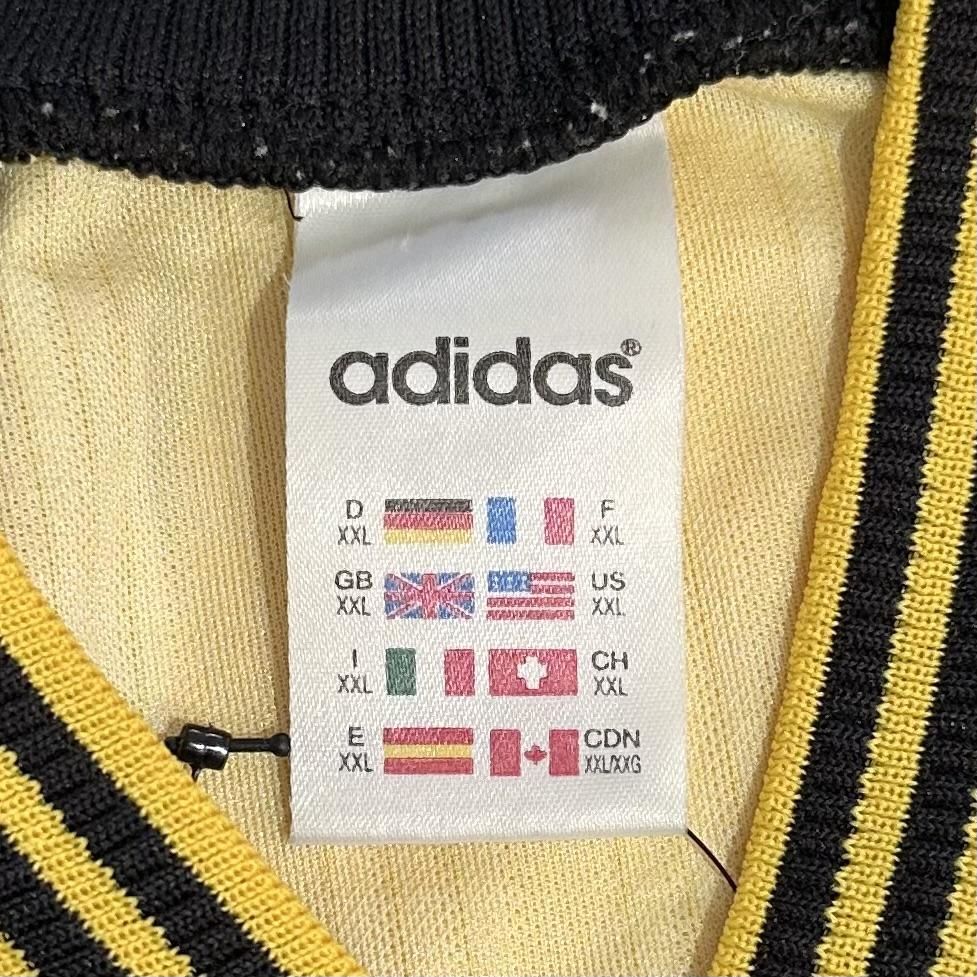 adidas®
D F
XXL XXL
GB US
XXL XXL
I CH
XXL XXL
E CDN
XXL XXL/XXG